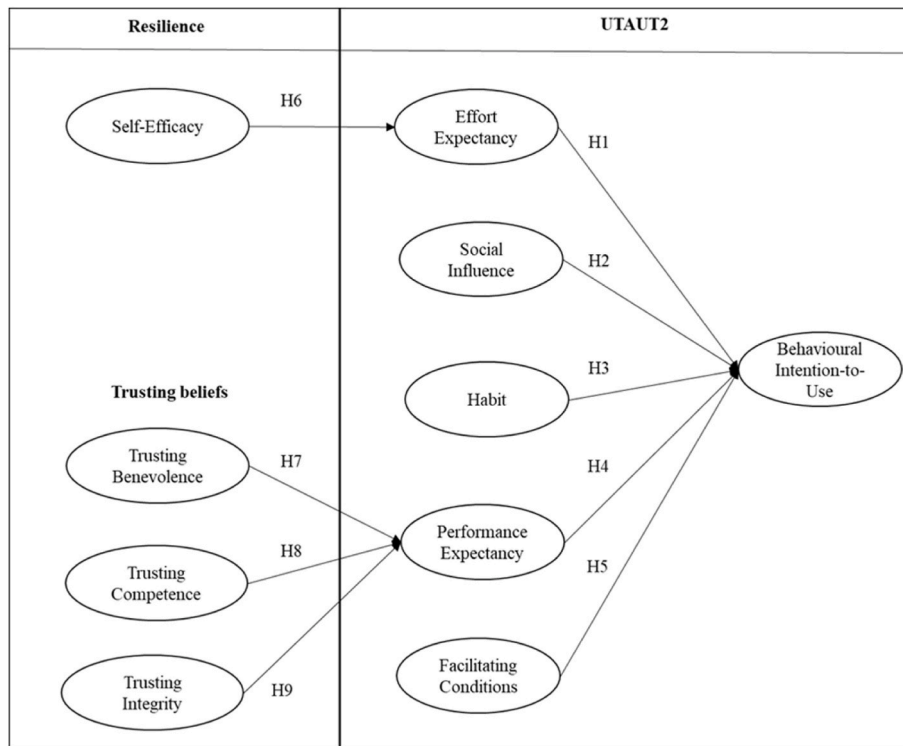 Resilience
UTAUT2
Self-Efficacy
H6
Effort
Expectancy
H1
Social
Influence
H2
Habit
H3
Behavioural
Intention-to-
Use
Trusting beliefs
Trusting
Benevolence
H7
H4
Performance
Expectancy
Trusting
Competence
H8
H5
Trusting
Integrity
H9
Facilitating
Conditions